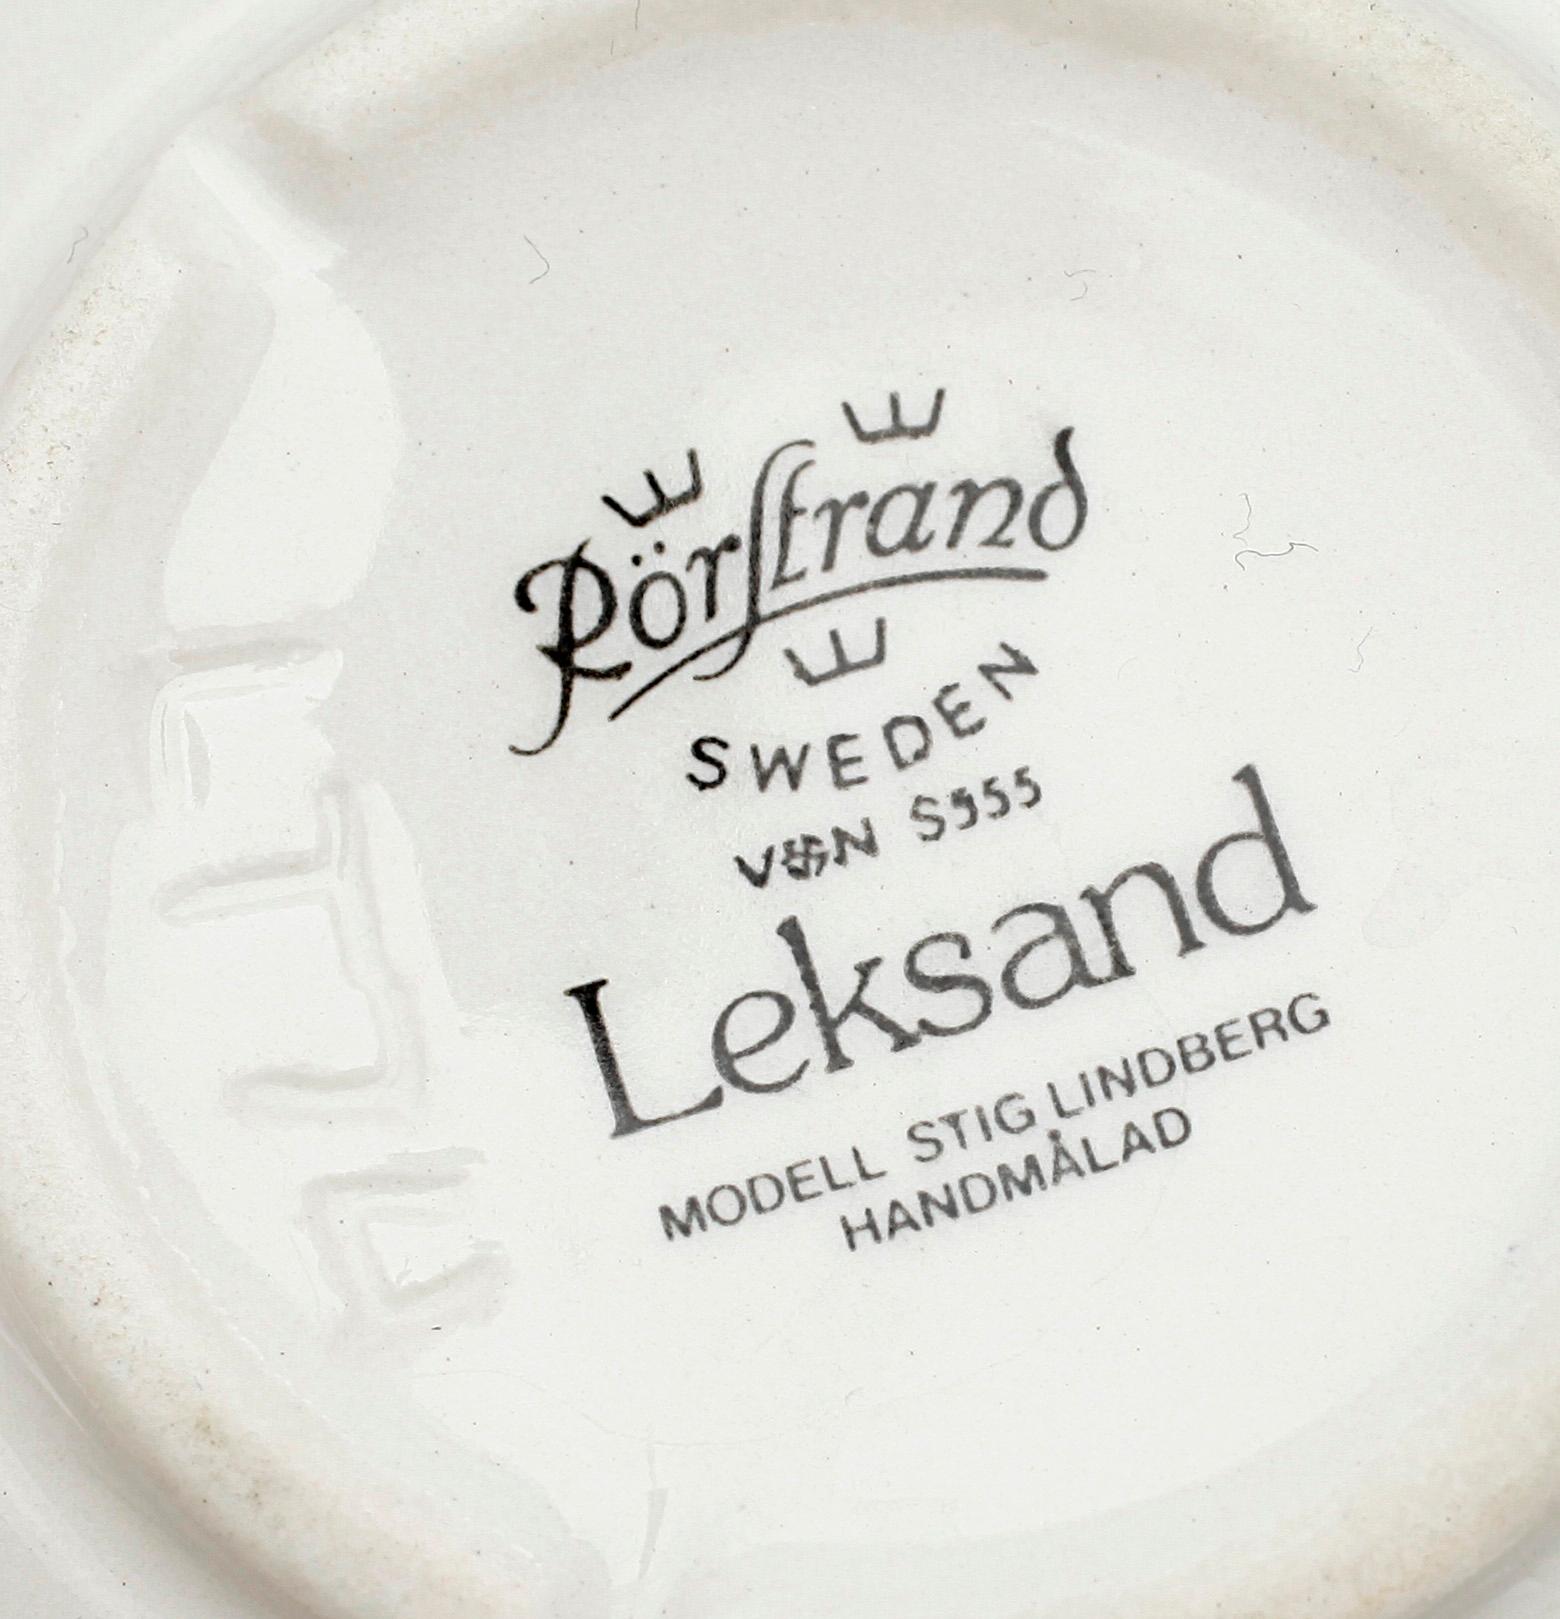 Rörstrand
SWEDEN
S555
Leksand
MODELL STIG LINDBERG
HANDMÅLAD